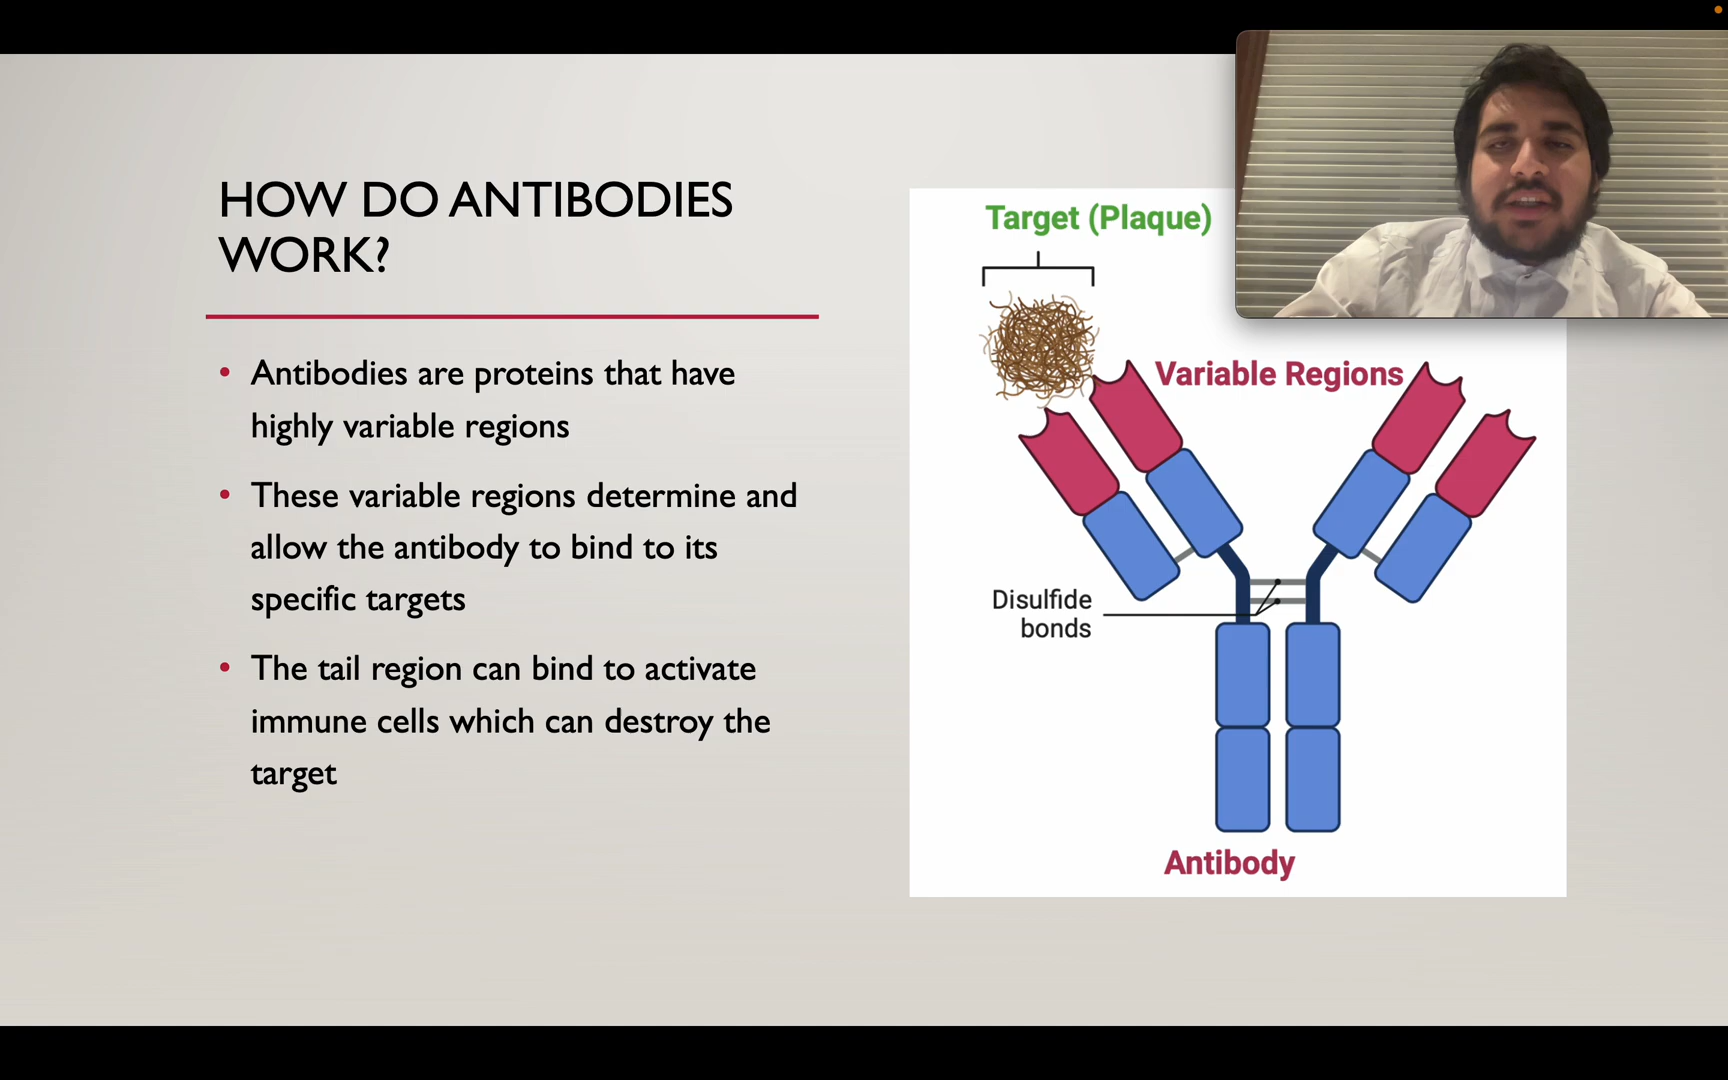 HOW DO ANTIBODIES
WORK?
• Antibodies are proteins that have
highly variable regions
• These variable regions determine and
allow the antibody to bind to its
specific targets
• The tail region can bind to activate
immune cells which can destroy the
target
Target (Plaque)
Variable Regions
Disulfide
bonds
Antibody